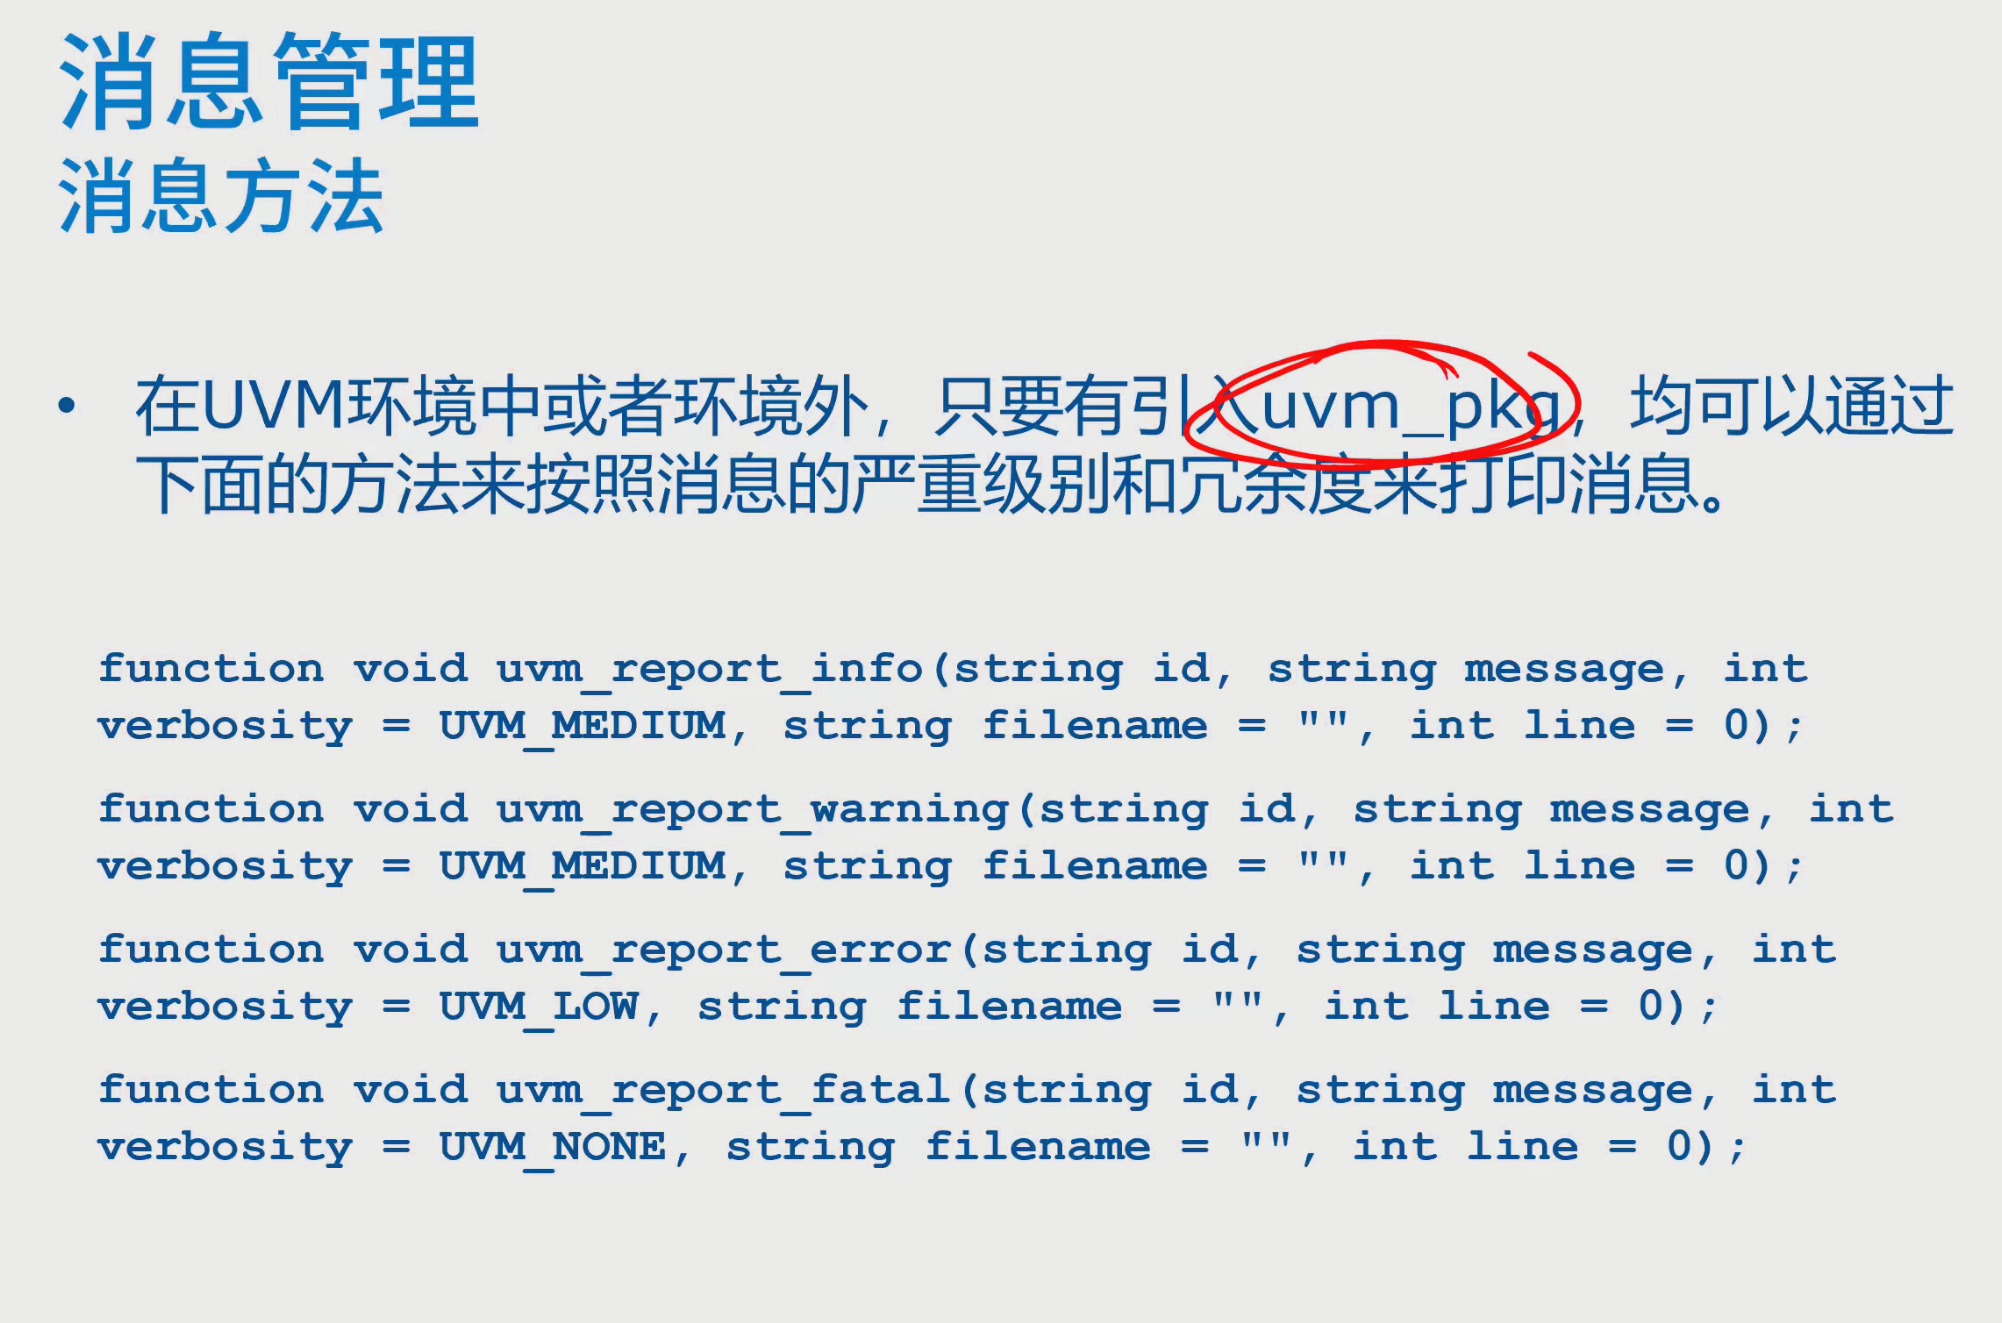 消息管理
消息方法
• 在UVM环境中或者环境外，只要有引入uvm_pkg，均可以通过
下面的方法来按照消息的严重级别和冗余度来打印消息。
function void uvm_report_info(string id, string message, int
verbosity = UVM_MEDIUM, string filename = "", int line = 0);
function void uvm_report_warning(string id, string message, int
verbosity = UVM_MEDIUM, string filename = "", int line = 0);
function void uvm_report_error(string id, string message, int
verbosity = UVM_LOW, string filename = "", int line = 0);
function void uvm_report_fatal(string id, string message, int
verbosity = UVM_NONE, string filename = "", int line = 0);